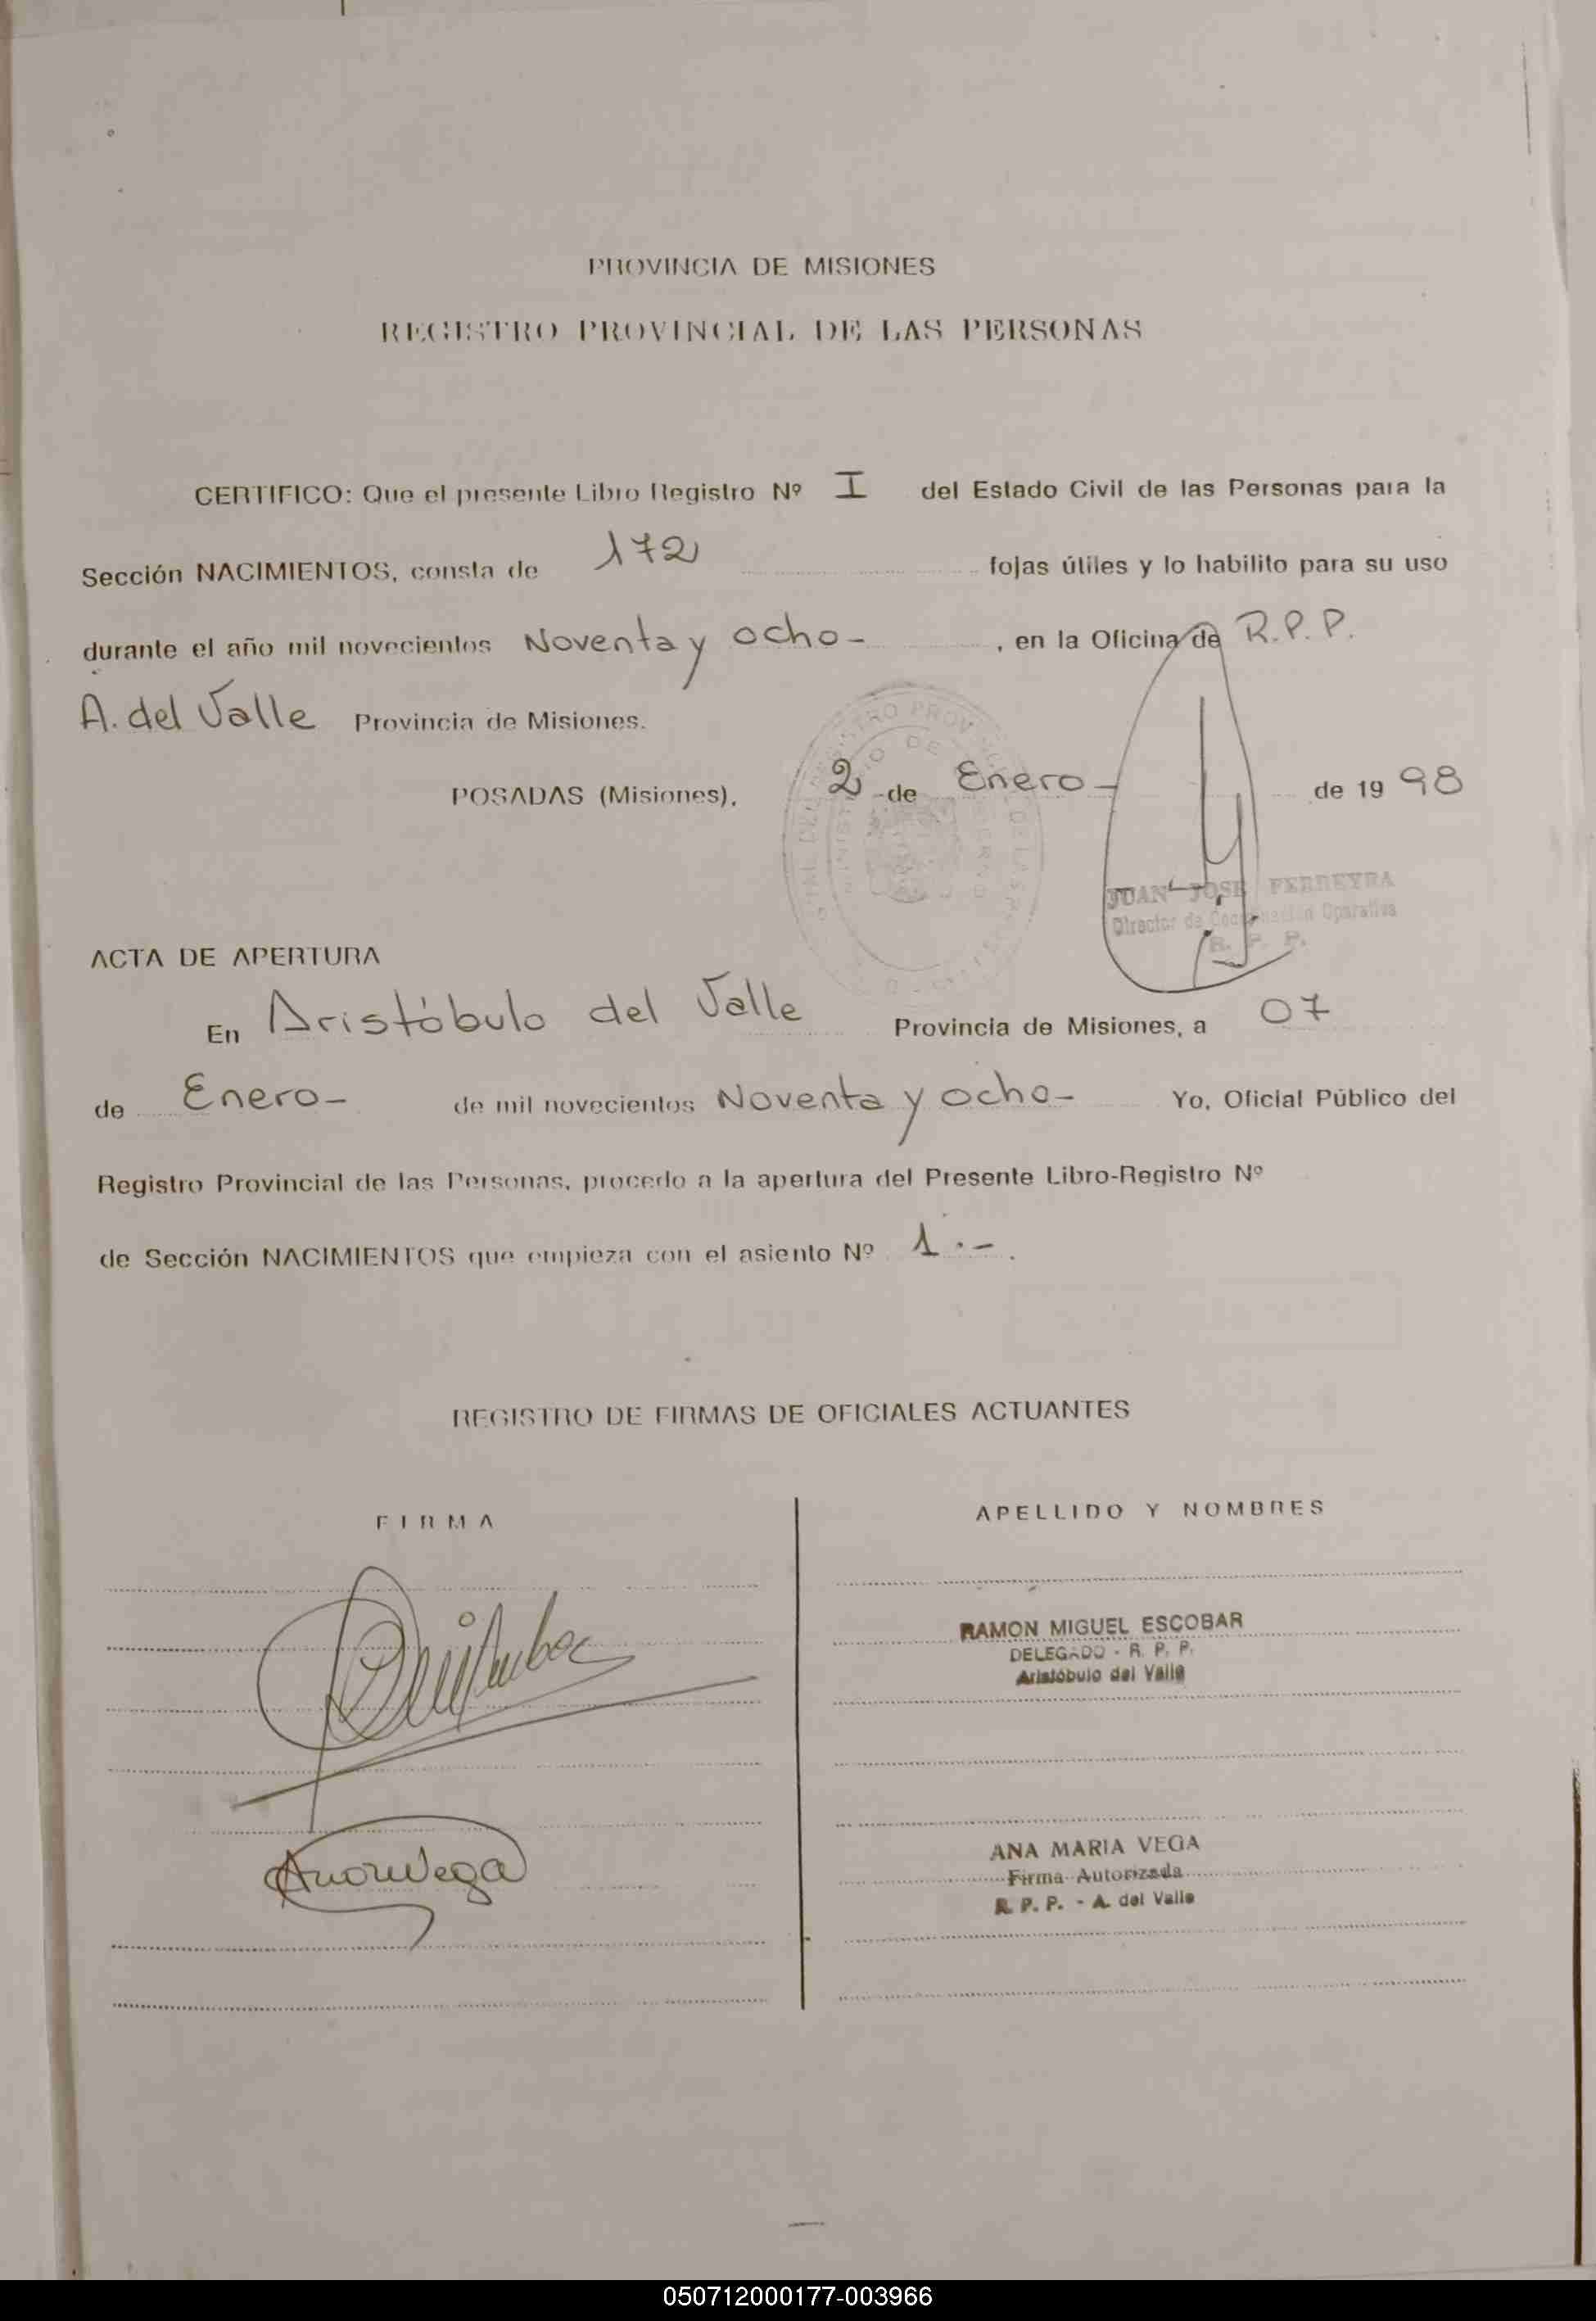 PROVINCIA DE MISIONES
REGISTRO PROVINCIAL DE LAS PERSONAS
CERTIFICO: Que el presente Libro Registro Nº I del Estado Civil de las Personas para la
Sección NACIMIENTOS, consta de 172 fojas útiles y lo habilito para su uso
durante el año mil novecientos Noventa y ocho- , en la Oficina de R.P.P.
A. del Valle Provincia de Misiones.
POSADAS (Misiones), 2 de Enero- de 19 98
JUAN JOSE FERREYRA
Director de Coordinación Operativa
R. P. P.
ACTA DE APERTURA
En Aristóbulo del Valle Provincia de Misiones, a 07
de Enero- de mil novecientos Noventa y ocho- Yo, Oficial Público del
Registro Provincial de las Personas, procedo a la apertura del Presente Libro-Registro Nº
de Sección NACIMIENTOS que empieza con el asiento Nº 1.-.
REGISTRO DE FIRMAS DE OFICIALES ACTUANTES
FIRMA APELLIDO Y NOMBRES
RAMON MIGUEL ESCOBAR
DELEGADO - R. P. P.
Aristóbulo del Valle
ANA MARIA VEGA
Firma Autorizada
R. P. P. - A. del Valle
050712000177-003966